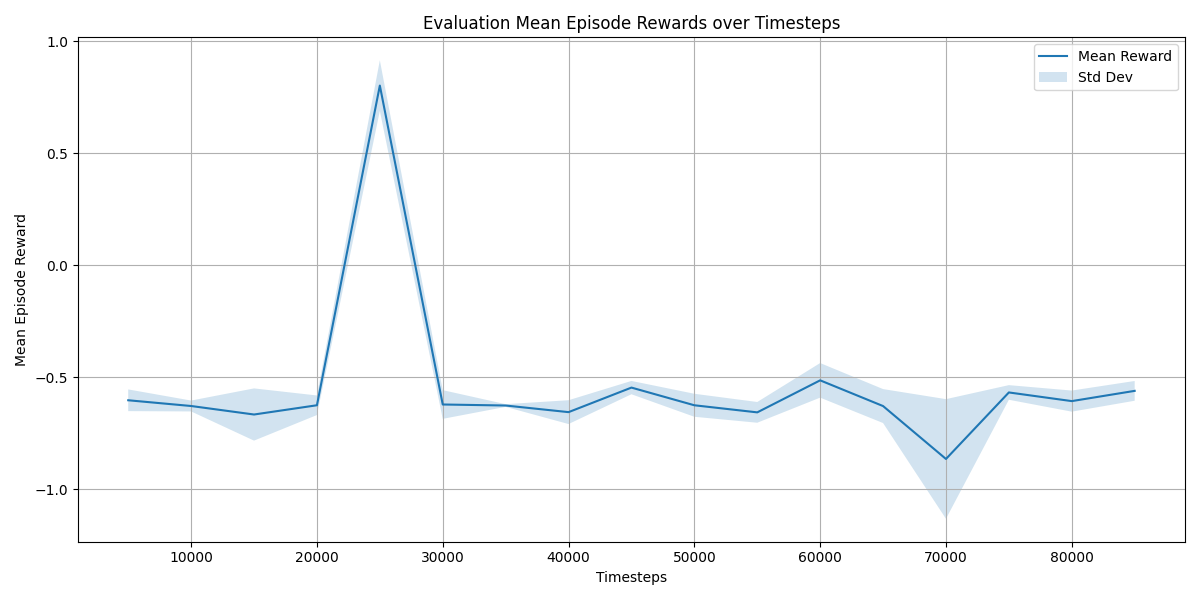 Evaluation Mean Episode Rewards over Timesteps
Mean Reward
Std Dev
Mean Episode Reward
1.0
0.5
0.0
−0.5
−1.0
10000 20000 30000 40000 50000 60000 70000 80000
Timesteps